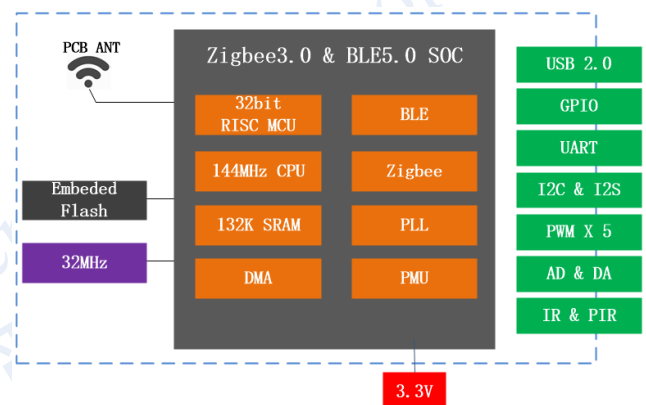 PCB ANT
Zigbee3.0 & BLE5.0 SOC
32bit
RISC MCU
BLE
144MHz CPU
Zigbee
132K SRAM
PLL
DMA
PMU
Embeded
Flash
32MHz
USB 2.0
GPIO
UART
I2C & I2S
PWM X 5
AD & DA
IR & PIR
3.3V